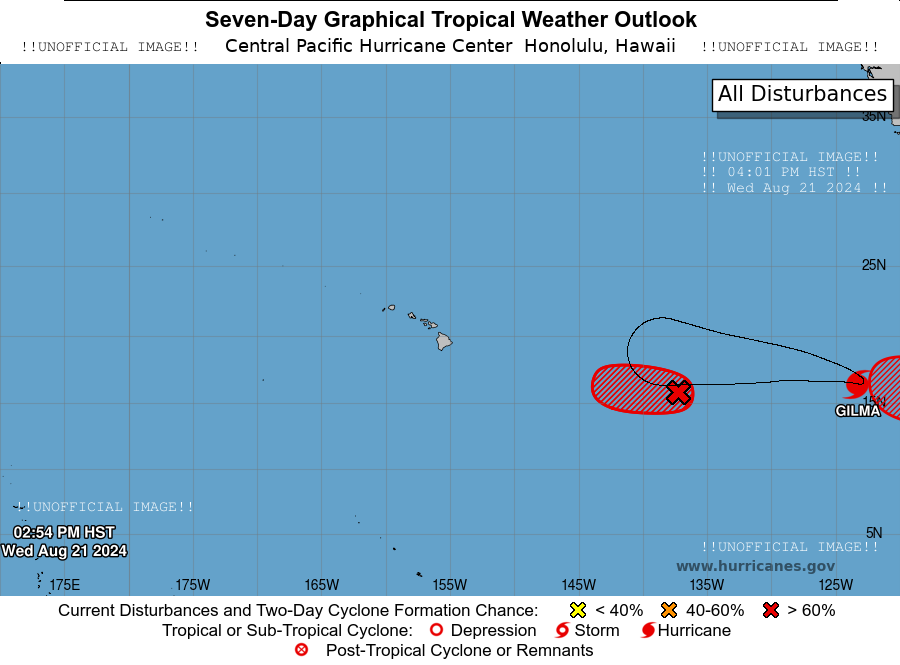 Seven-Day Graphical Tropical Weather Outlook
!!UNOFFICIAL IMAGE!! Central Pacific Hurricane Center Honolulu, Hawaii !!UNOFFICIAL IMAGE!!
All Disturbances
35N
!!UNOFFICIAL IMAGE!!
!! 04:01 PM HST !!
!! Wed Aug 21 2024 !!
25N
15N
GILMA
!!UNOFFICIAL IMAGE!!
02:54 PM HST
Wed Aug 21 2024
5N
!!UNOFFICIAL IMAGE!!
www.hurricanes.gov
175E 175W 165W 155W 145W 135W 125W
Current Disturbances and Two-Day Cyclone Formation Chance: < 40% 40-60% > 60%
Tropical or Sub-Tropical Cyclone: Depression Storm Hurricane
Post-Tropical Cyclone or Remnants